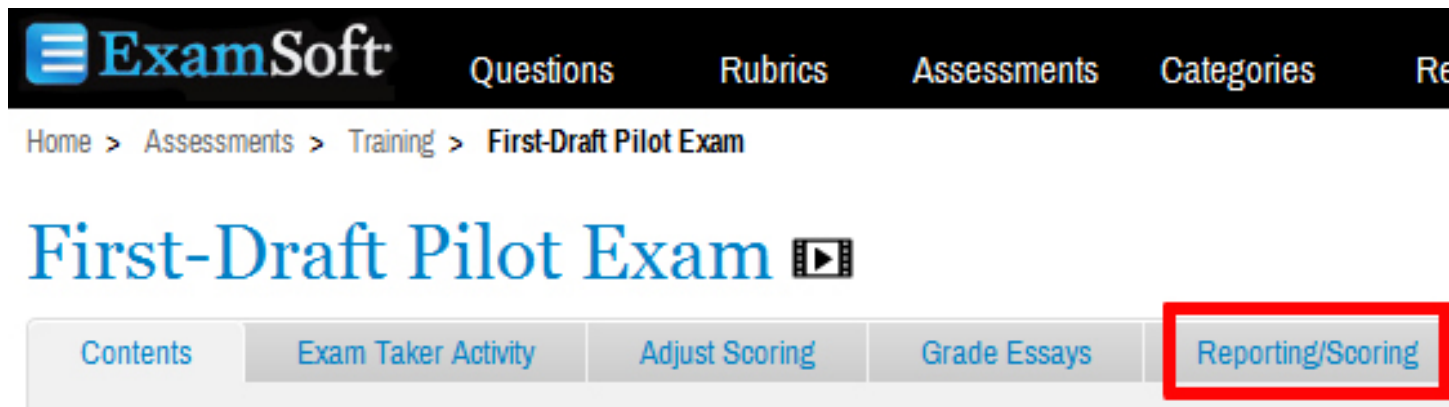 ExamSoft Questions Rubrics Assessments Categories Re
Home > Assessments > Training > First-Draft Pilot Exam
First-Draft Pilot Exam
Contents Exam Taker Activity Adjust Scoring Grade Essays Reporting/Scoring